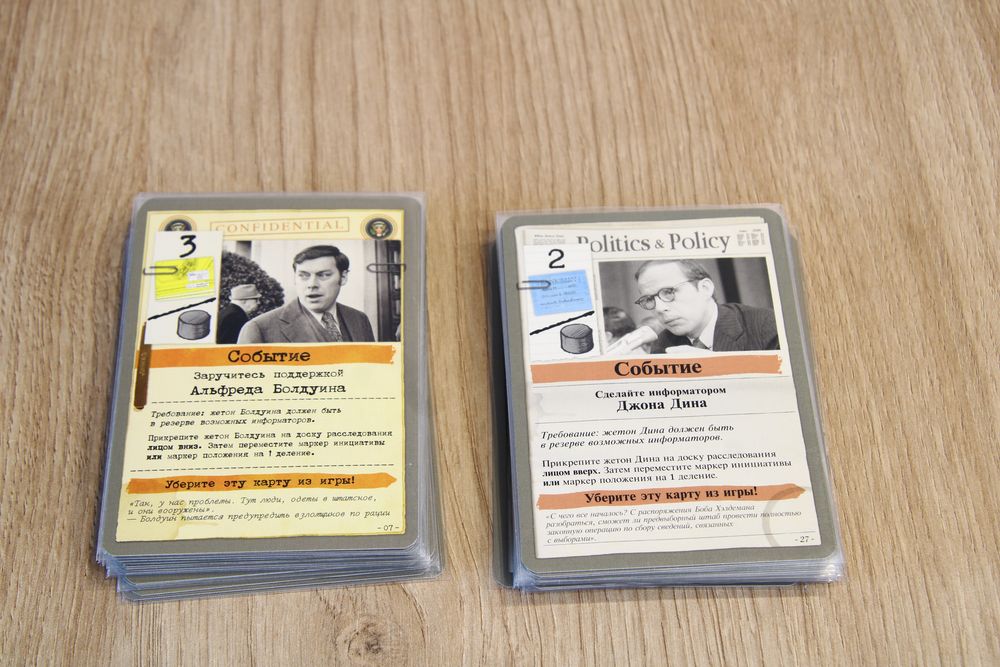 CONFIDENTIAL
3
Событие
Заручитесь поддержкой
Альфреда Болдуина
Требование: жетон Болдуина должен быть
в резерве возможных информаторов.
Прикрепите жетон Болдуина на доску расследования
лицом вниз. Затем переместите маркер инициативы
или маркер положения на 1 деление.
Уберите эту карту из игры!
«Так, у нас проблемы. Тут люди, одеты в штатское,
и они вооружены».
— Болдуин пытается предупредить взломщиков по рации
- 07 -
Politics & Policy
2
Событие
Сделайте информатором
Джона Дина
Требование: жетон Дина должен быть
в резерве возможных информаторов.
Прикрепите жетон Дина на доску расследования
лицом вверх. Затем переместите маркер инициативы
или маркер положения на 1 деление.
Уберите эту карту из игры!
«С чего все началось? С распоряжения Боба Холдемана
разобраться, сможет ли предвыборный штаб провести полностью
законную операцию по сбору сведений, связанных
с выборами».
- 27 -